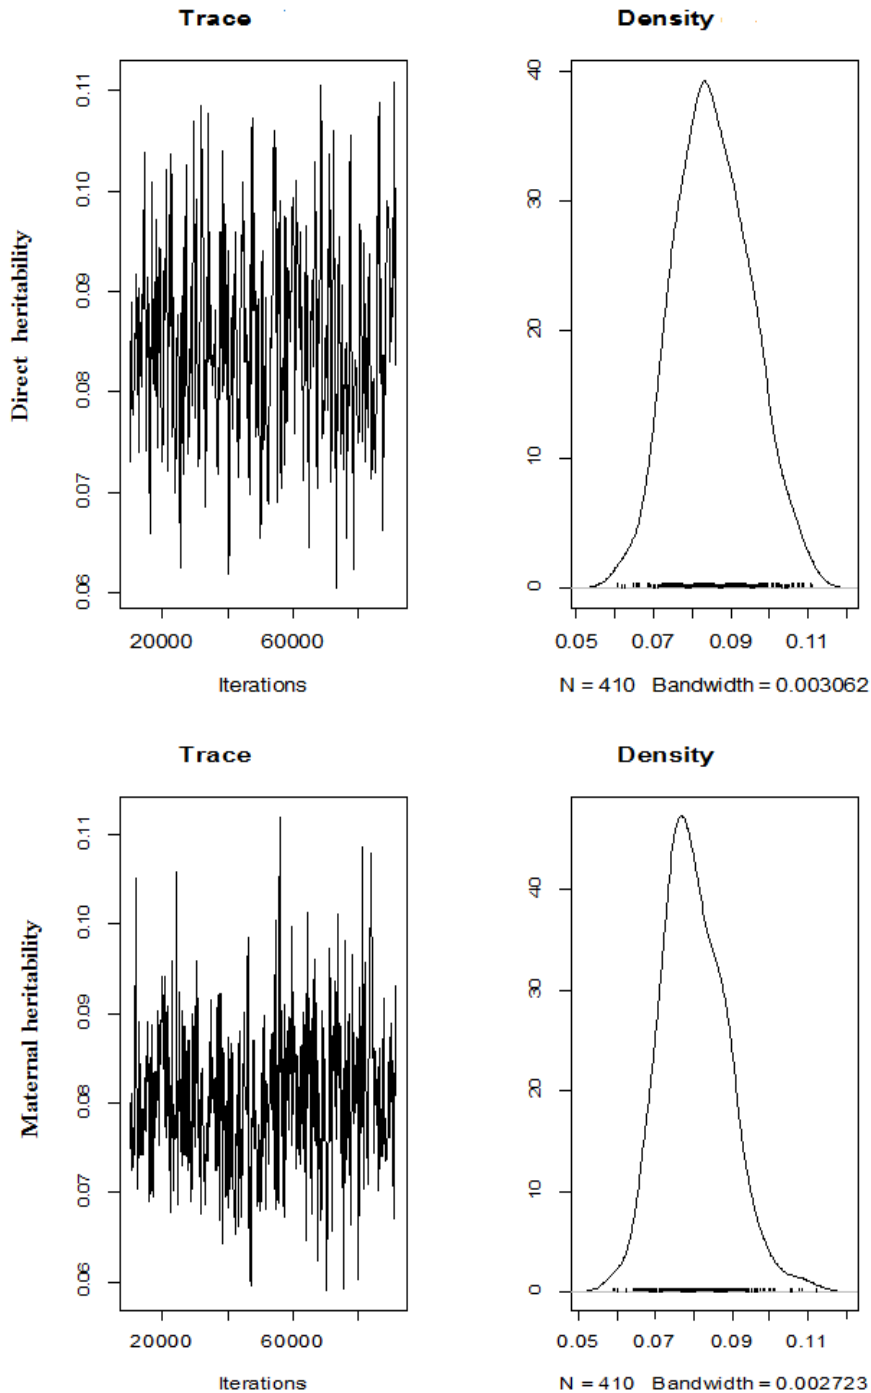 Trace
Density
Direct heritability
0.11
0.10
0.09
0.08
0.07
0.06
20000 60000
Iterations
40
30
20
10
0
0.05 0.07 0.09 0.11
N = 410 Bandwidth = 0.003062
Trace
Density
Maternal heritability
0.11
0.10
0.09
0.08
0.07
0.06
20000 60000
Iterations
40
30
20
10
0
0.05 0.07 0.09 0.11
N = 410 Bandwidth = 0.002723